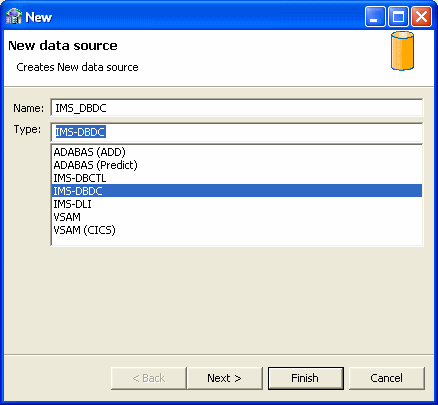 New
New data source
Creates New data source
Name: IMS_DBDC
Type: IMS-DBDC
ADABAS (ADD)
ADABAS (Predict)
IMS-DBCTL
IMS-DBDC
IMS-DLI
VSAM
VSAM (CICS)
< Back Next > Finish Cancel